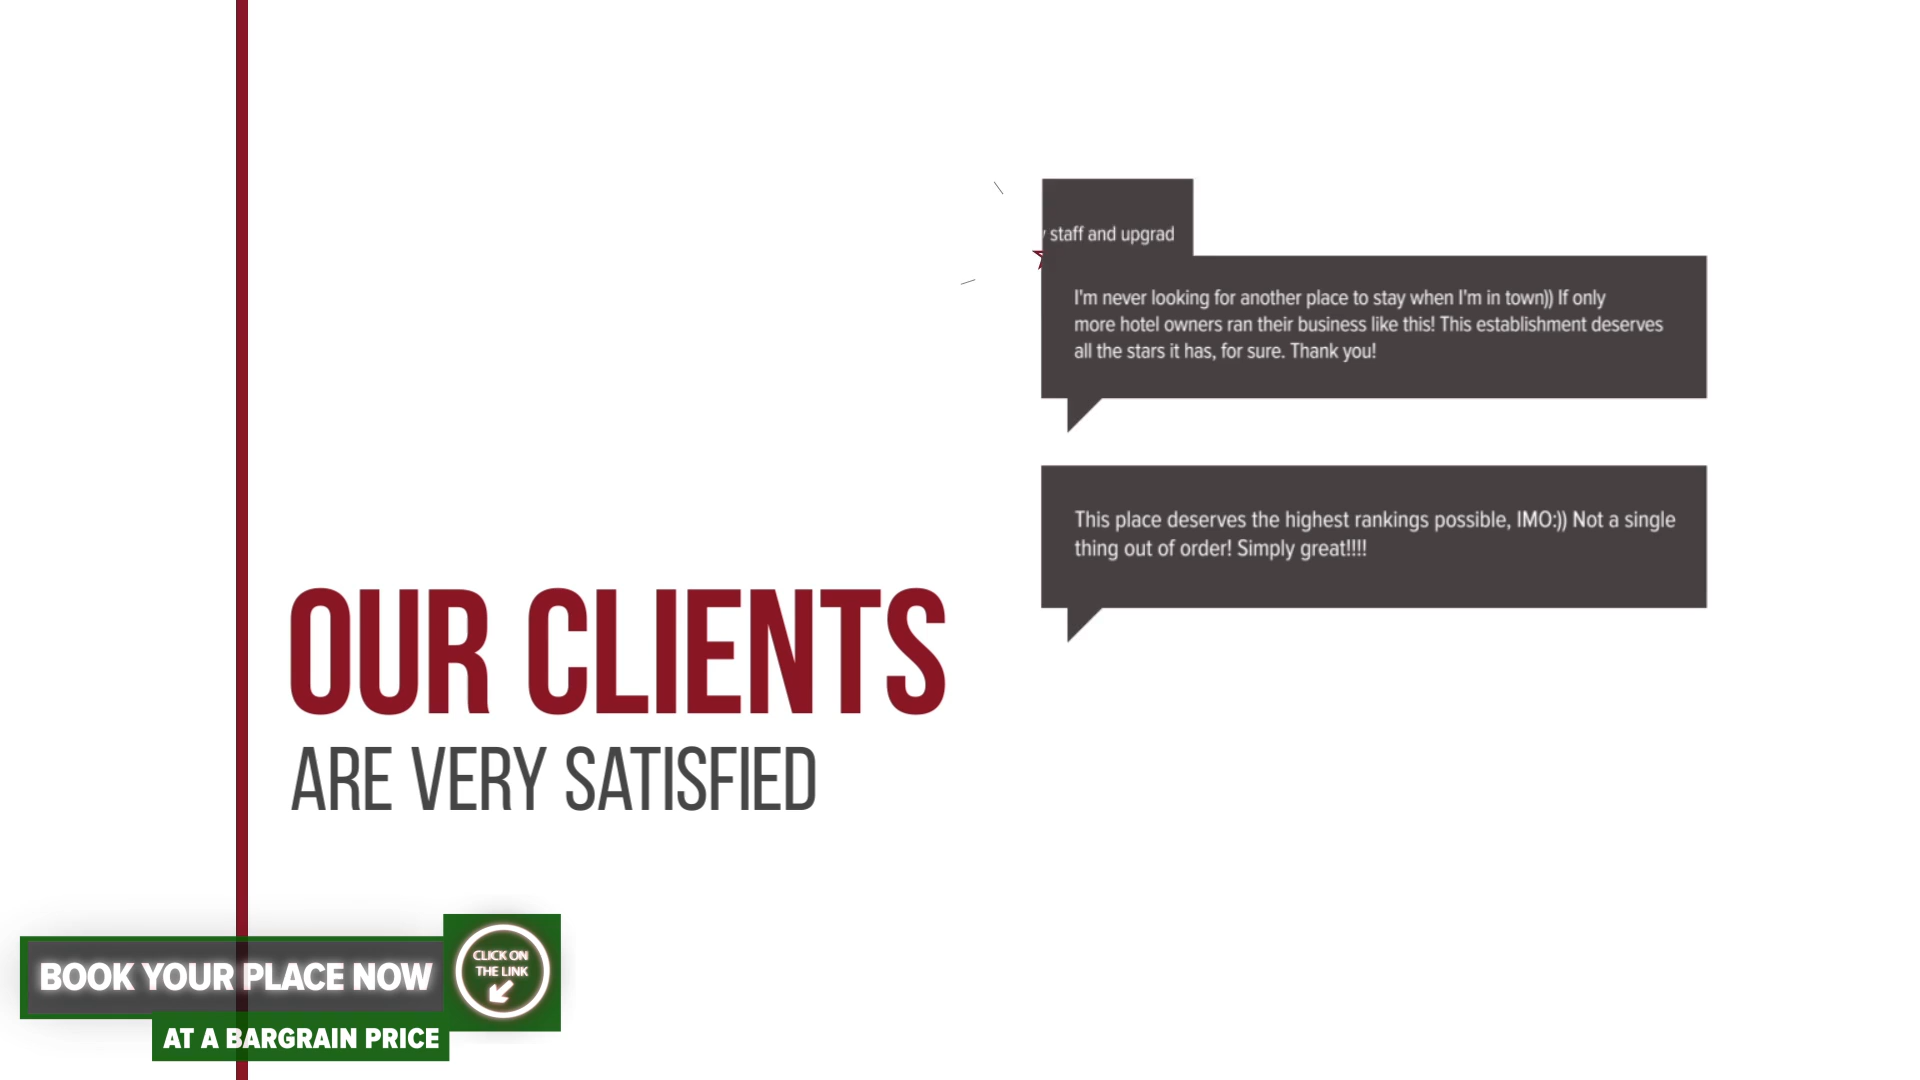 staff and upgrad
I'm never looking for another place to stay when I'm in town)) If only
more hotel owners ran their business like this! This establishment deserves
all the stars it has, for sure. Thank you!
This place deserves the highest rankings possible, IMO:)) Not a single
thing out of order! Simply great!!!!
OUR CLIENTS
ARE VERY SATISFIED
BOOK YOUR PLACE NOW
CLICK ON
THE LINK
AT A BARGRAIN PRICE